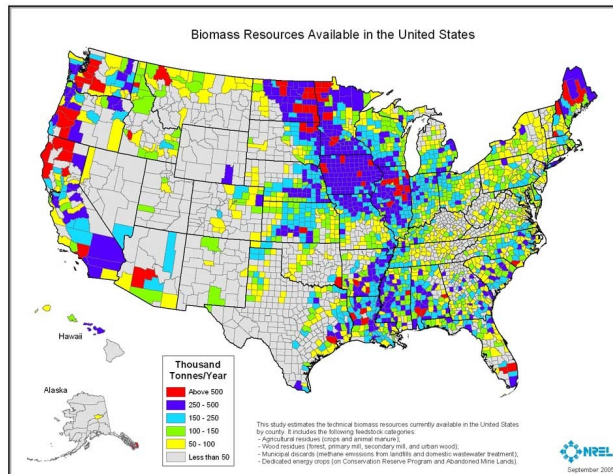 Biomass Resources Available in the United States
Hawaii
Alaska
Thousand
Tonnes/Year
Above 500
250 - 500
150 - 250
100 - 150
50 - 100
Less than 50
This study estimates the technical biomass resources currently available in the United States
by county. It includes the following feedstock categories:
- Agricultural residues (crops and animal manure);
- Wood residues (forest, primary mill, secondary mill, and urban wood);
- Municipal discards (methane emissions from landfills and domestic wastewater treatment);
- Dedicated energy crops (on Conservation Reserve Program and Abandoned Mine Lands).
NREL